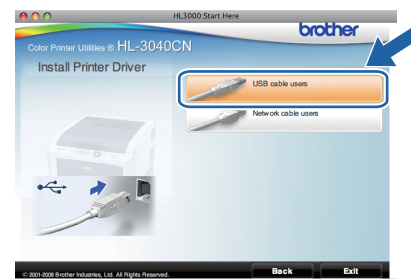 HL3000:Start Here
brother
Color Printer Utilities ® HL-3040CN
Install Printer Driver
USB cable users
Network cable users
© 2001-2008 Brother Industries, Ltd. All Rights Reserved.
Back
Exit